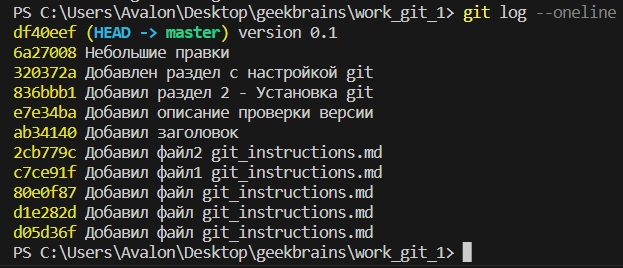 PS C:\Users\Avalon\Desktop\geekbrains\work_git_1> git log --oneline
df40eef (HEAD -> master) version 0.1
6a27008 Небольшие правки
320372a Добавлен раздел с настройкой git
836bbb1 Добавил раздел 2 - Установка git
e7e34ba Добавил описание проверки версии
ab34140 Добавил заголовок
2cb779c Добавил файл2 git_instructions.md
c7ce91f Добавил файл1 git_instructions.md
80e0f87 Добавил файл git_instructions.md
d1e282d Добавил файл git_instructions.md
d05d36f Добавил файл git_instructions.md
PS C:\Users\Avalon\Desktop\geekbrains\work_git_1>